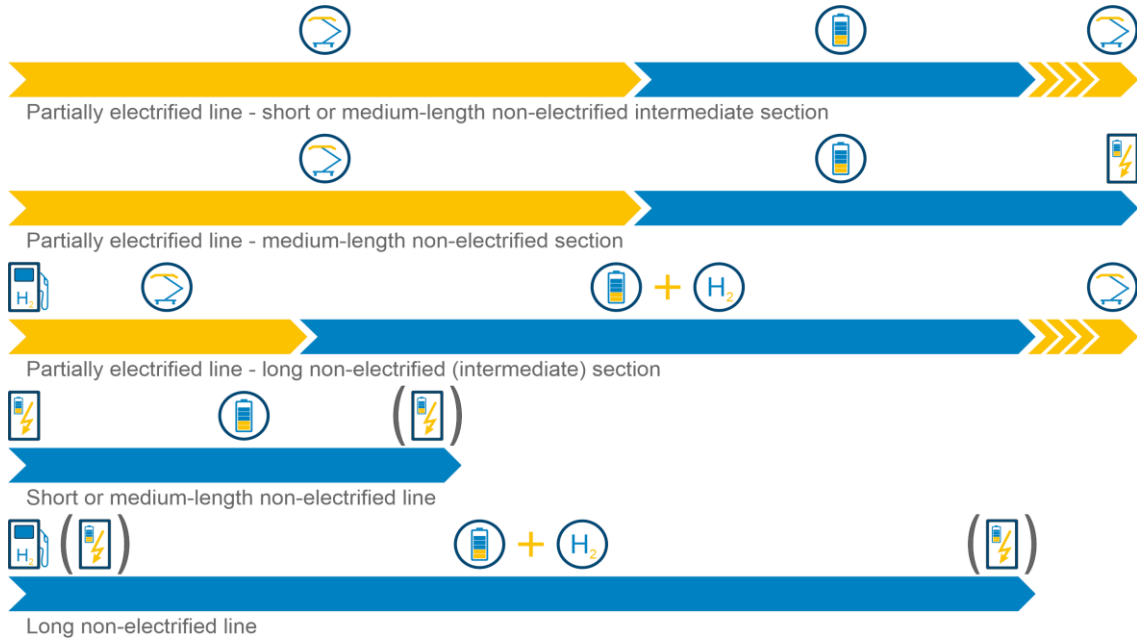 Partially electrified line - short or medium-length non-electrified intermediate section
Partially electrified line - medium-length non-electrified section
H₂
+ H₂
Partially electrified line - long non-electrified (intermediate) section
( )
Short or medium-length non-electrified line
H₂ ( ) + H₂ ( )
Long non-electrified line